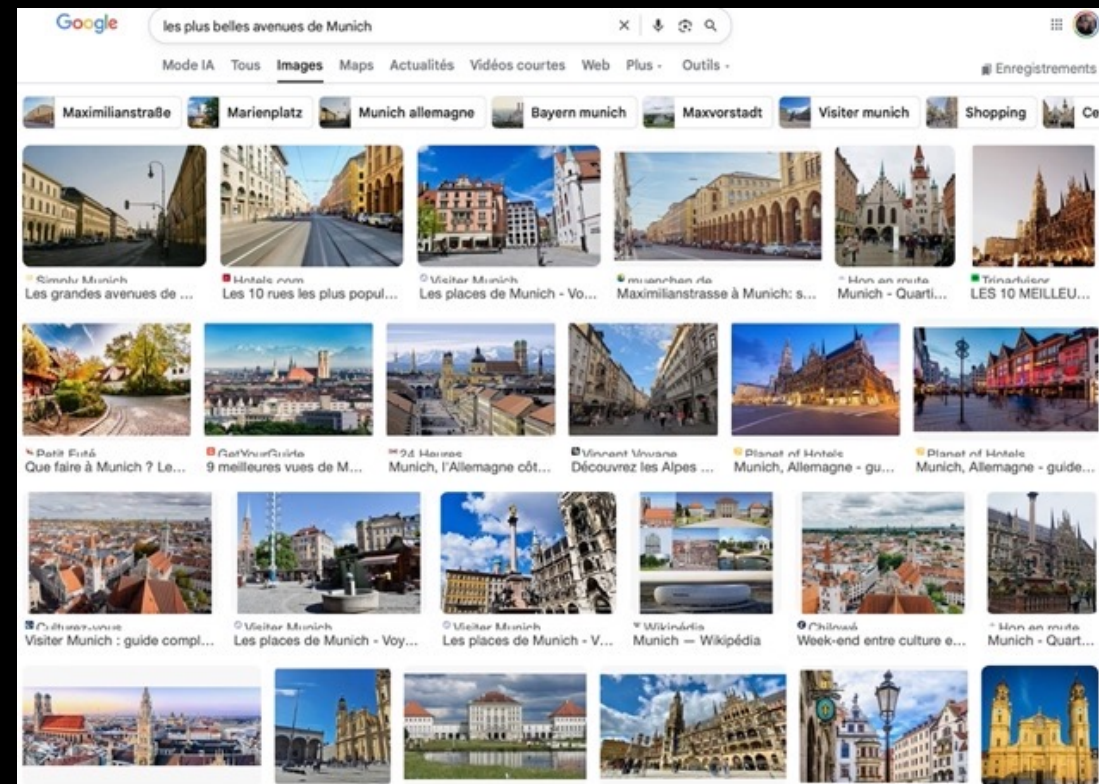 Google
les plus belles avenues de Munich
Mode IA Tous Images Maps Actualités Vidéos courtes Web Plus Outils
Enregistrements
Maximilianstraße Marienplatz Munich allemagne Bayern munich Maxvorstadt Visiter munich Shopping Ce
Simply Munich Hotels.com Visiter Munich muenchen.de Hop en route Tripadvisor
Les grandes avenues de ... Les 10 rues les plus popul... Les places de Munich - Vo... Maximilianstrasse à Munich: s... Munich - Quarti... LES 10 MEILLEU...
Petit Futé GetYourGuide 24 Heures Vincent Voyage Planet of Hotels Planet of Hotels
Que faire à Munich ? Le... 9 meilleures vues de M... Munich, l'Allemagne côt... Découvrez les Alpes ... Munich, Allemagne - gu... Munich, Allemagne - guide...
Culturez-vous Visiter Munich Visiter Munich Wikipédia Chilowé Hop en route
Visiter Munich : guide compl... Les places de Munich - Voy... Les places de Munich - V... Munich — Wikipédia Week-end entre culture e... Munich - Quart...